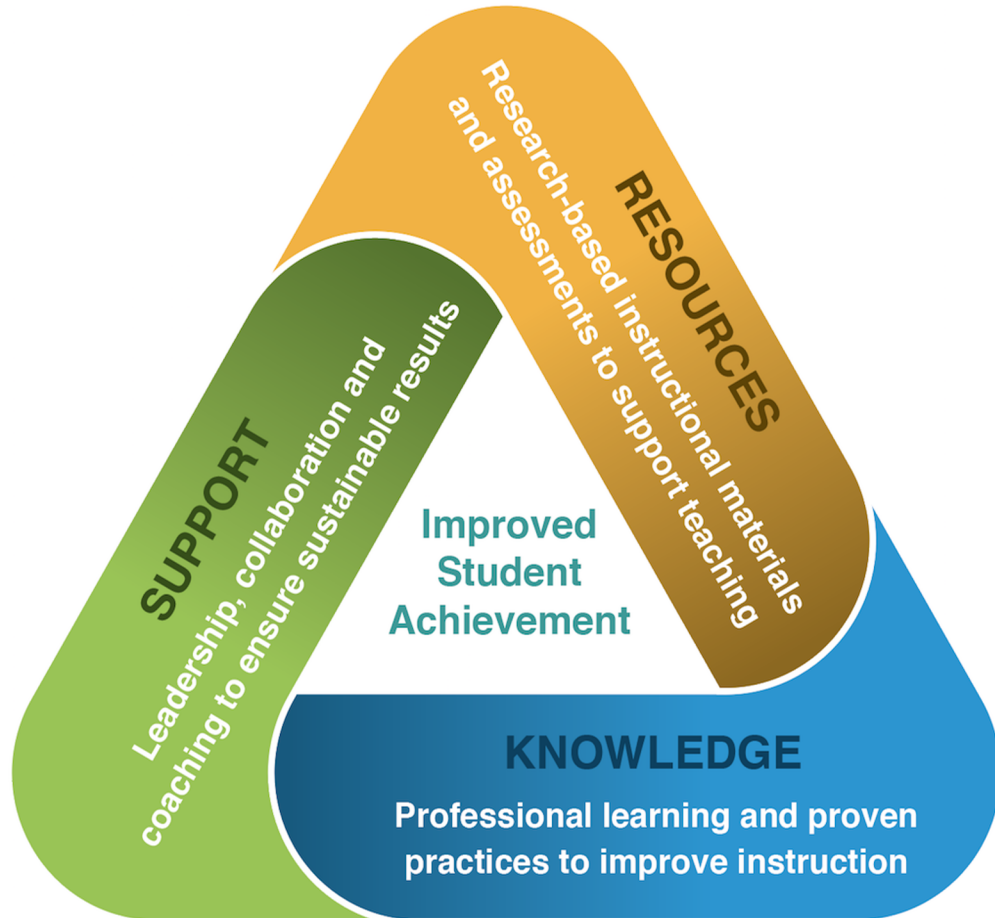 RESOURCES
Research-based instructional materials
and assessments to support teaching
SUPPORT
Leadership, collaboration and
coaching to ensure sustainable results
Improved
Student
Achievement
KNOWLEDGE
Professional learning and proven
practices to improve instruction